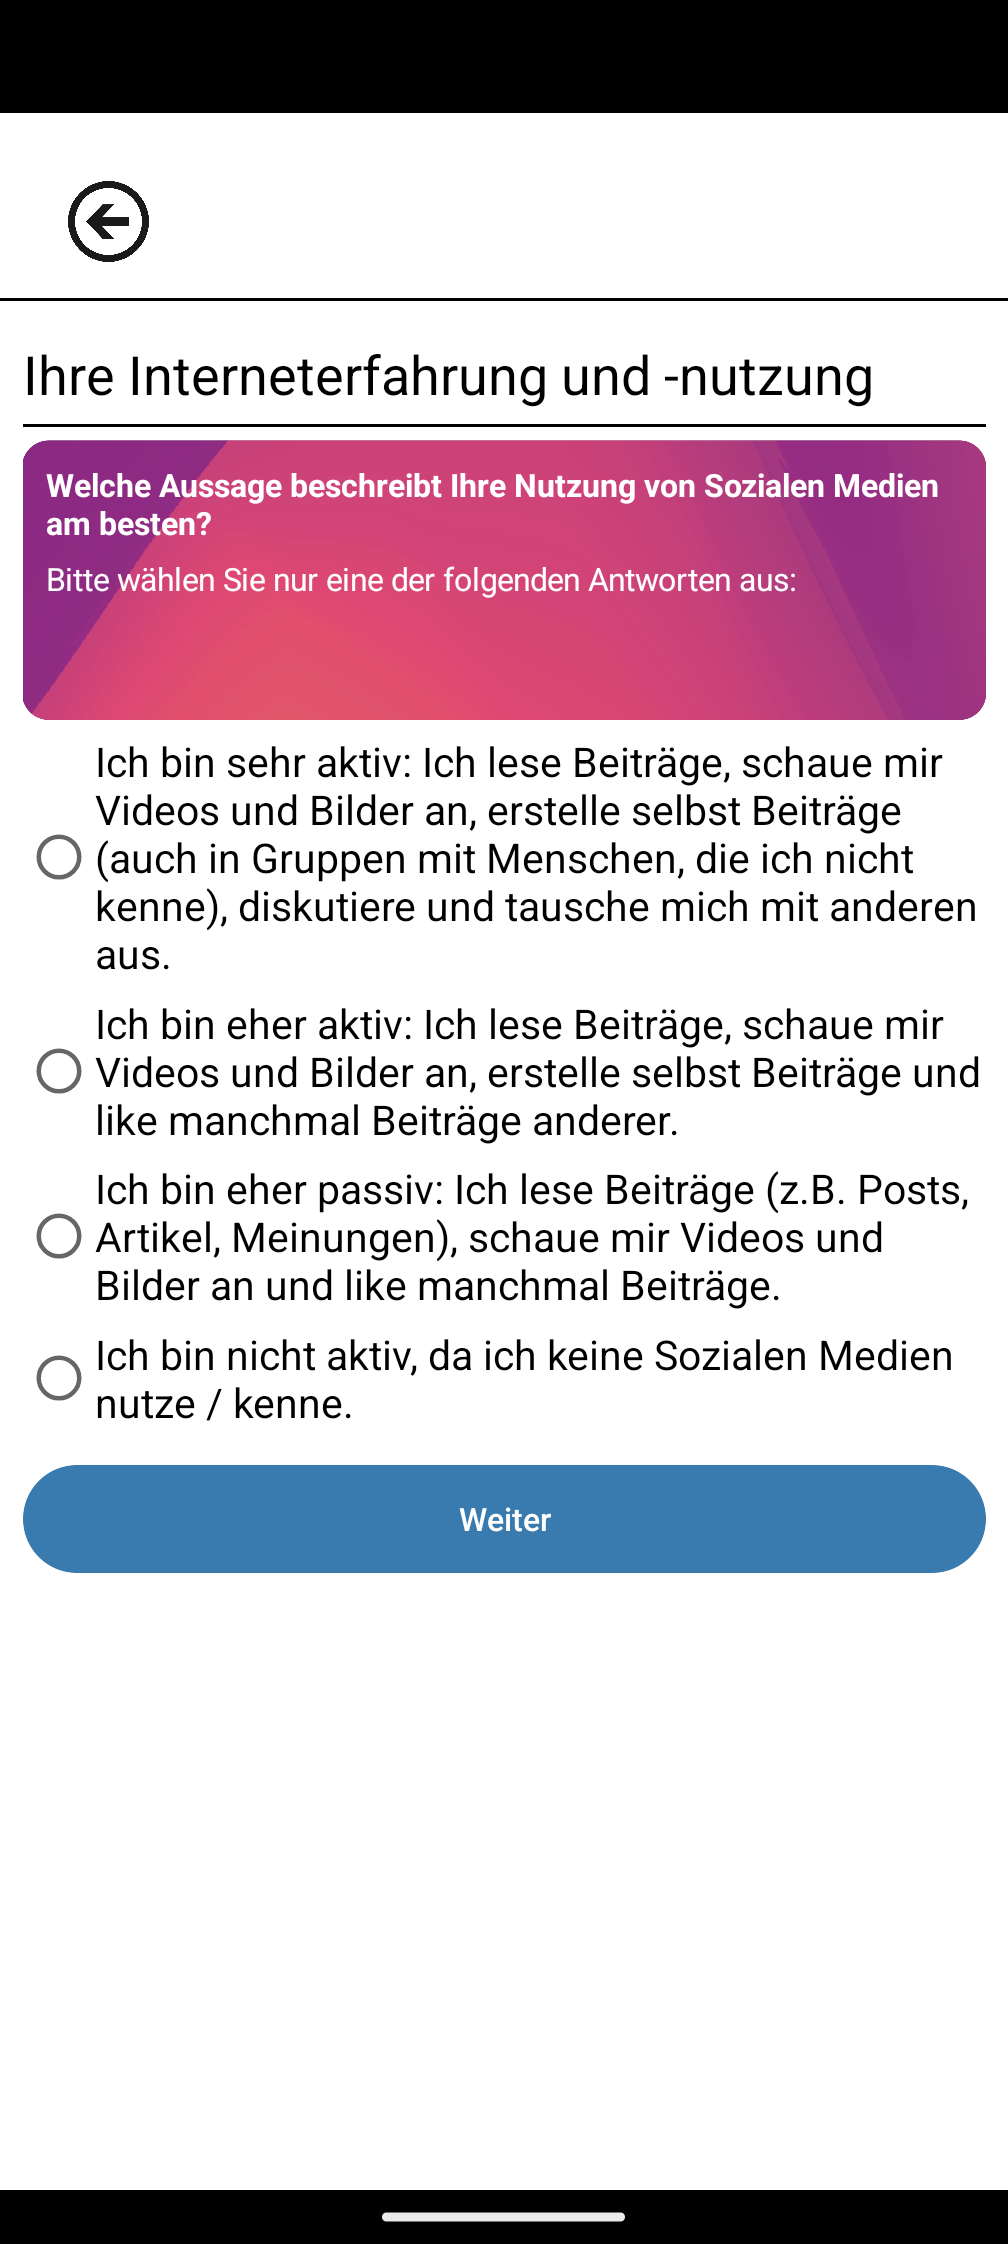 Ihre Interneterfahrung und -nutzung
Welche Aussage beschreibt Ihre Nutzung von Sozialen Medien
am besten?
Bitte wählen Sie nur eine der folgenden Antworten aus:
Ich bin sehr aktiv: Ich lese Beiträge, schaue mir
Videos und Bilder an, erstelle selbst Beiträge
(auch in Gruppen mit Menschen, die ich nicht
kenne), diskutiere und tausche mich mit anderen
aus.
Ich bin eher aktiv: Ich lese Beiträge, schaue mir
Videos und Bilder an, erstelle selbst Beiträge und
like manchmal Beiträge anderer.
Ich bin eher passiv: Ich lese Beiträge (z.B. Posts,
Artikel, Meinungen), schaue mir Videos und
Bilder an und like manchmal Beiträge.
Ich bin nicht aktiv, da ich keine Sozialen Medien
nutze / kenne.
Weiter